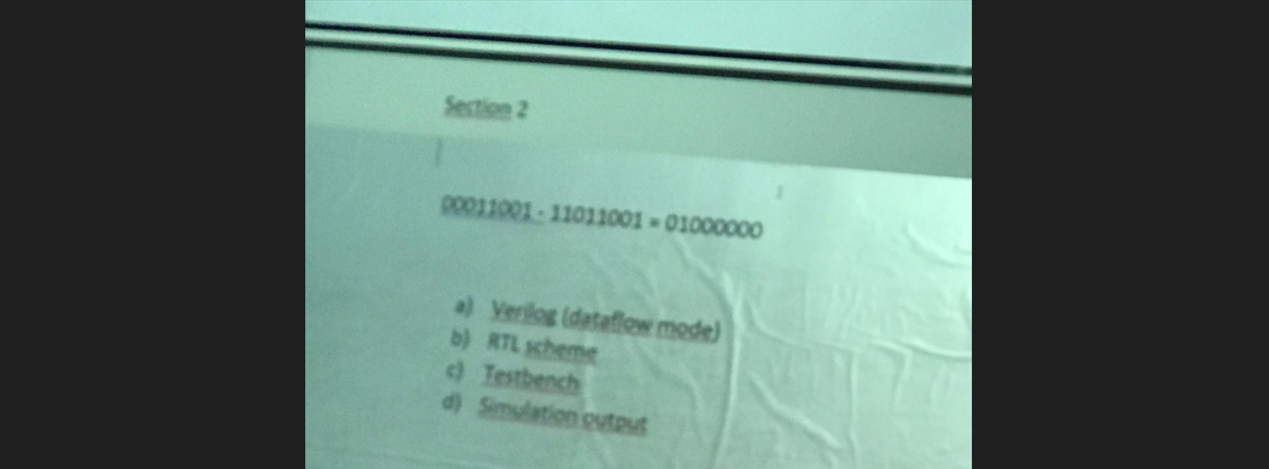 Section 2
00011001 - 11011001 = 01000000
a) Verilog (dataflow mode)
b) RTL scheme
c) Testbench
d) Simulation output